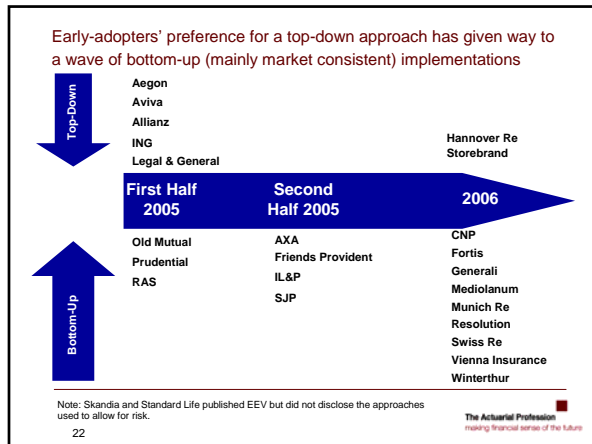 Early-adopters' preference for a top-down approach has given way to
a wave of bottom-up (mainly market consistent) implementations
Top-Down
Aegon
Aviva
Allianz
ING
Legal & General
Hannover Re
Storebrand
First Half
2005
Second
Half 2005
2006
Bottom-Up
Old Mutual
Prudential
RAS
AXA
Friends Provident
IL&P
SJP
CNP
Fortis
Generali
Mediolanum
Munich Re
Resolution
Swiss Re
Vienna Insurance
Winterthur
Note: Skandia and Standard Life published EEV but did not disclose the approaches
used to allow for risk.
22
The Actuarial Profession
making financial sense of the future